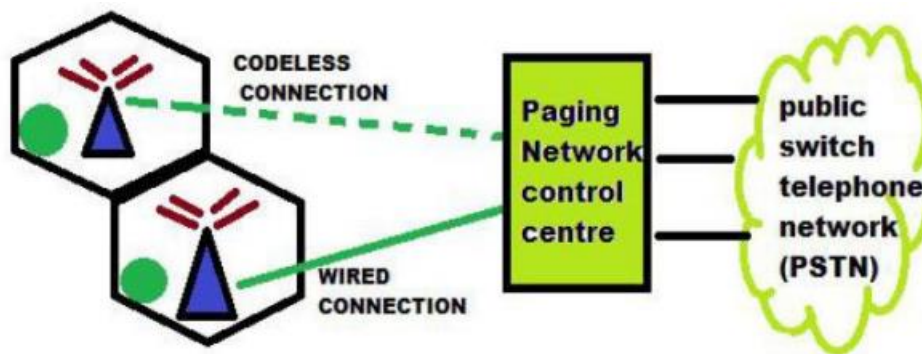 CODELESS
CONNECTION
WIRED
CONNECTION
Paging
Network
control
centre
public
switch
telephone
network
(PSTN)